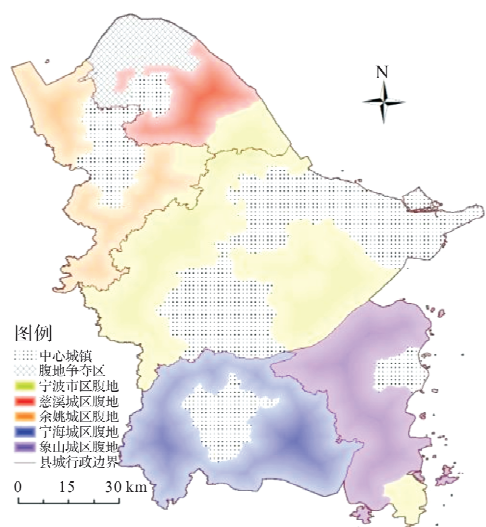 N
图例
中心城镇
腹地争夺区
宁波市区腹地
慈溪城区腹地
余姚城区腹地
宁海城区腹地
象山城区腹地
县域行政边界
0 15 30 km